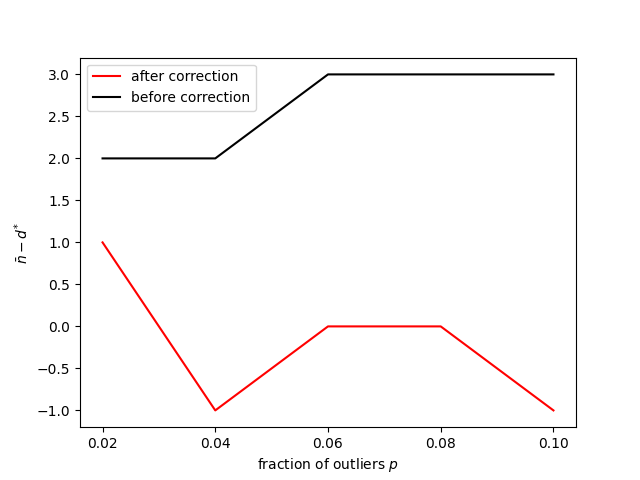 after correction
before correction
3.0
2.5
2.0
1.5
1.0
0.5
0.0
−0.5
−1.0
n̄ − d*
0.02 0.04 0.06 0.08 0.10
fraction of outliers p